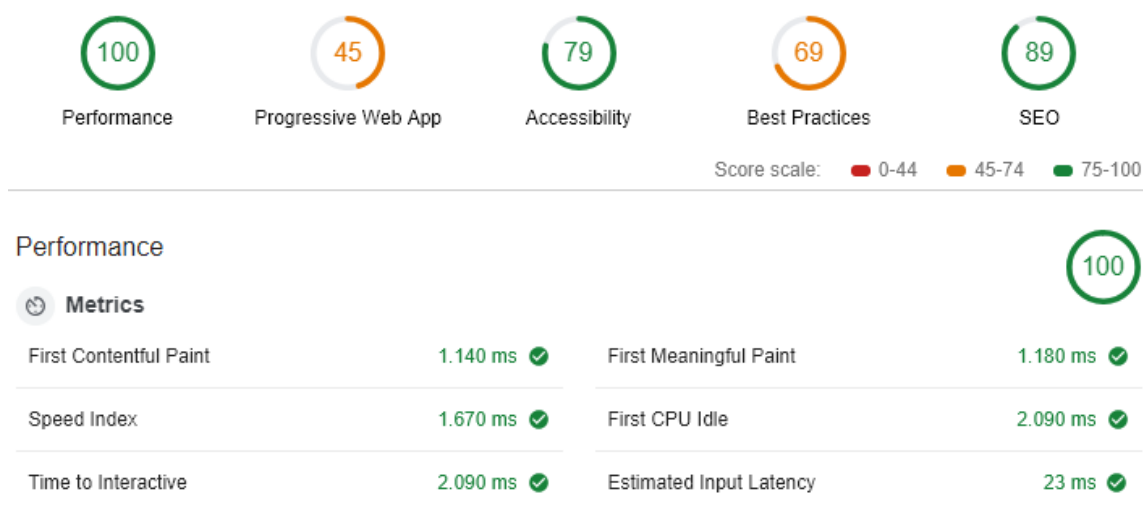 100 45 79 69 89
Performance Progressive Web App Accessibility Best Practices SEO
Score scale: 0-44 45-74 75-100
Performance 100
Metrics
First Contentful Paint 1.140 ms First Meaningful Paint 1.180 ms
Speed Index 1.670 ms First CPU Idle 2.090 ms
Time to Interactive 2.090 ms Estimated Input Latency 23 ms